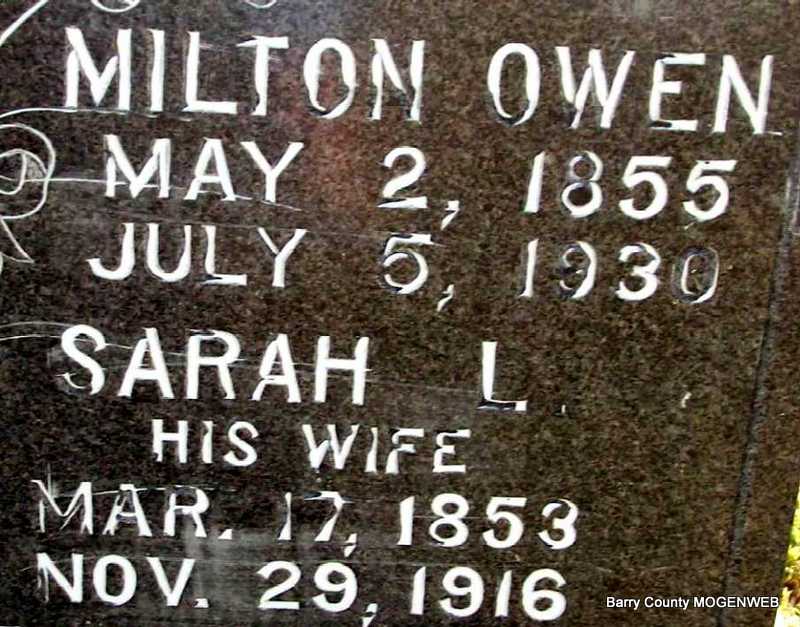 MILTON OWEN
MAY 2, 1855
JULY 5, 1930
SARAH L.
HIS WIFE
MAR. 17, 1853
NOV. 29, 1916
Barry County MOGENWEB